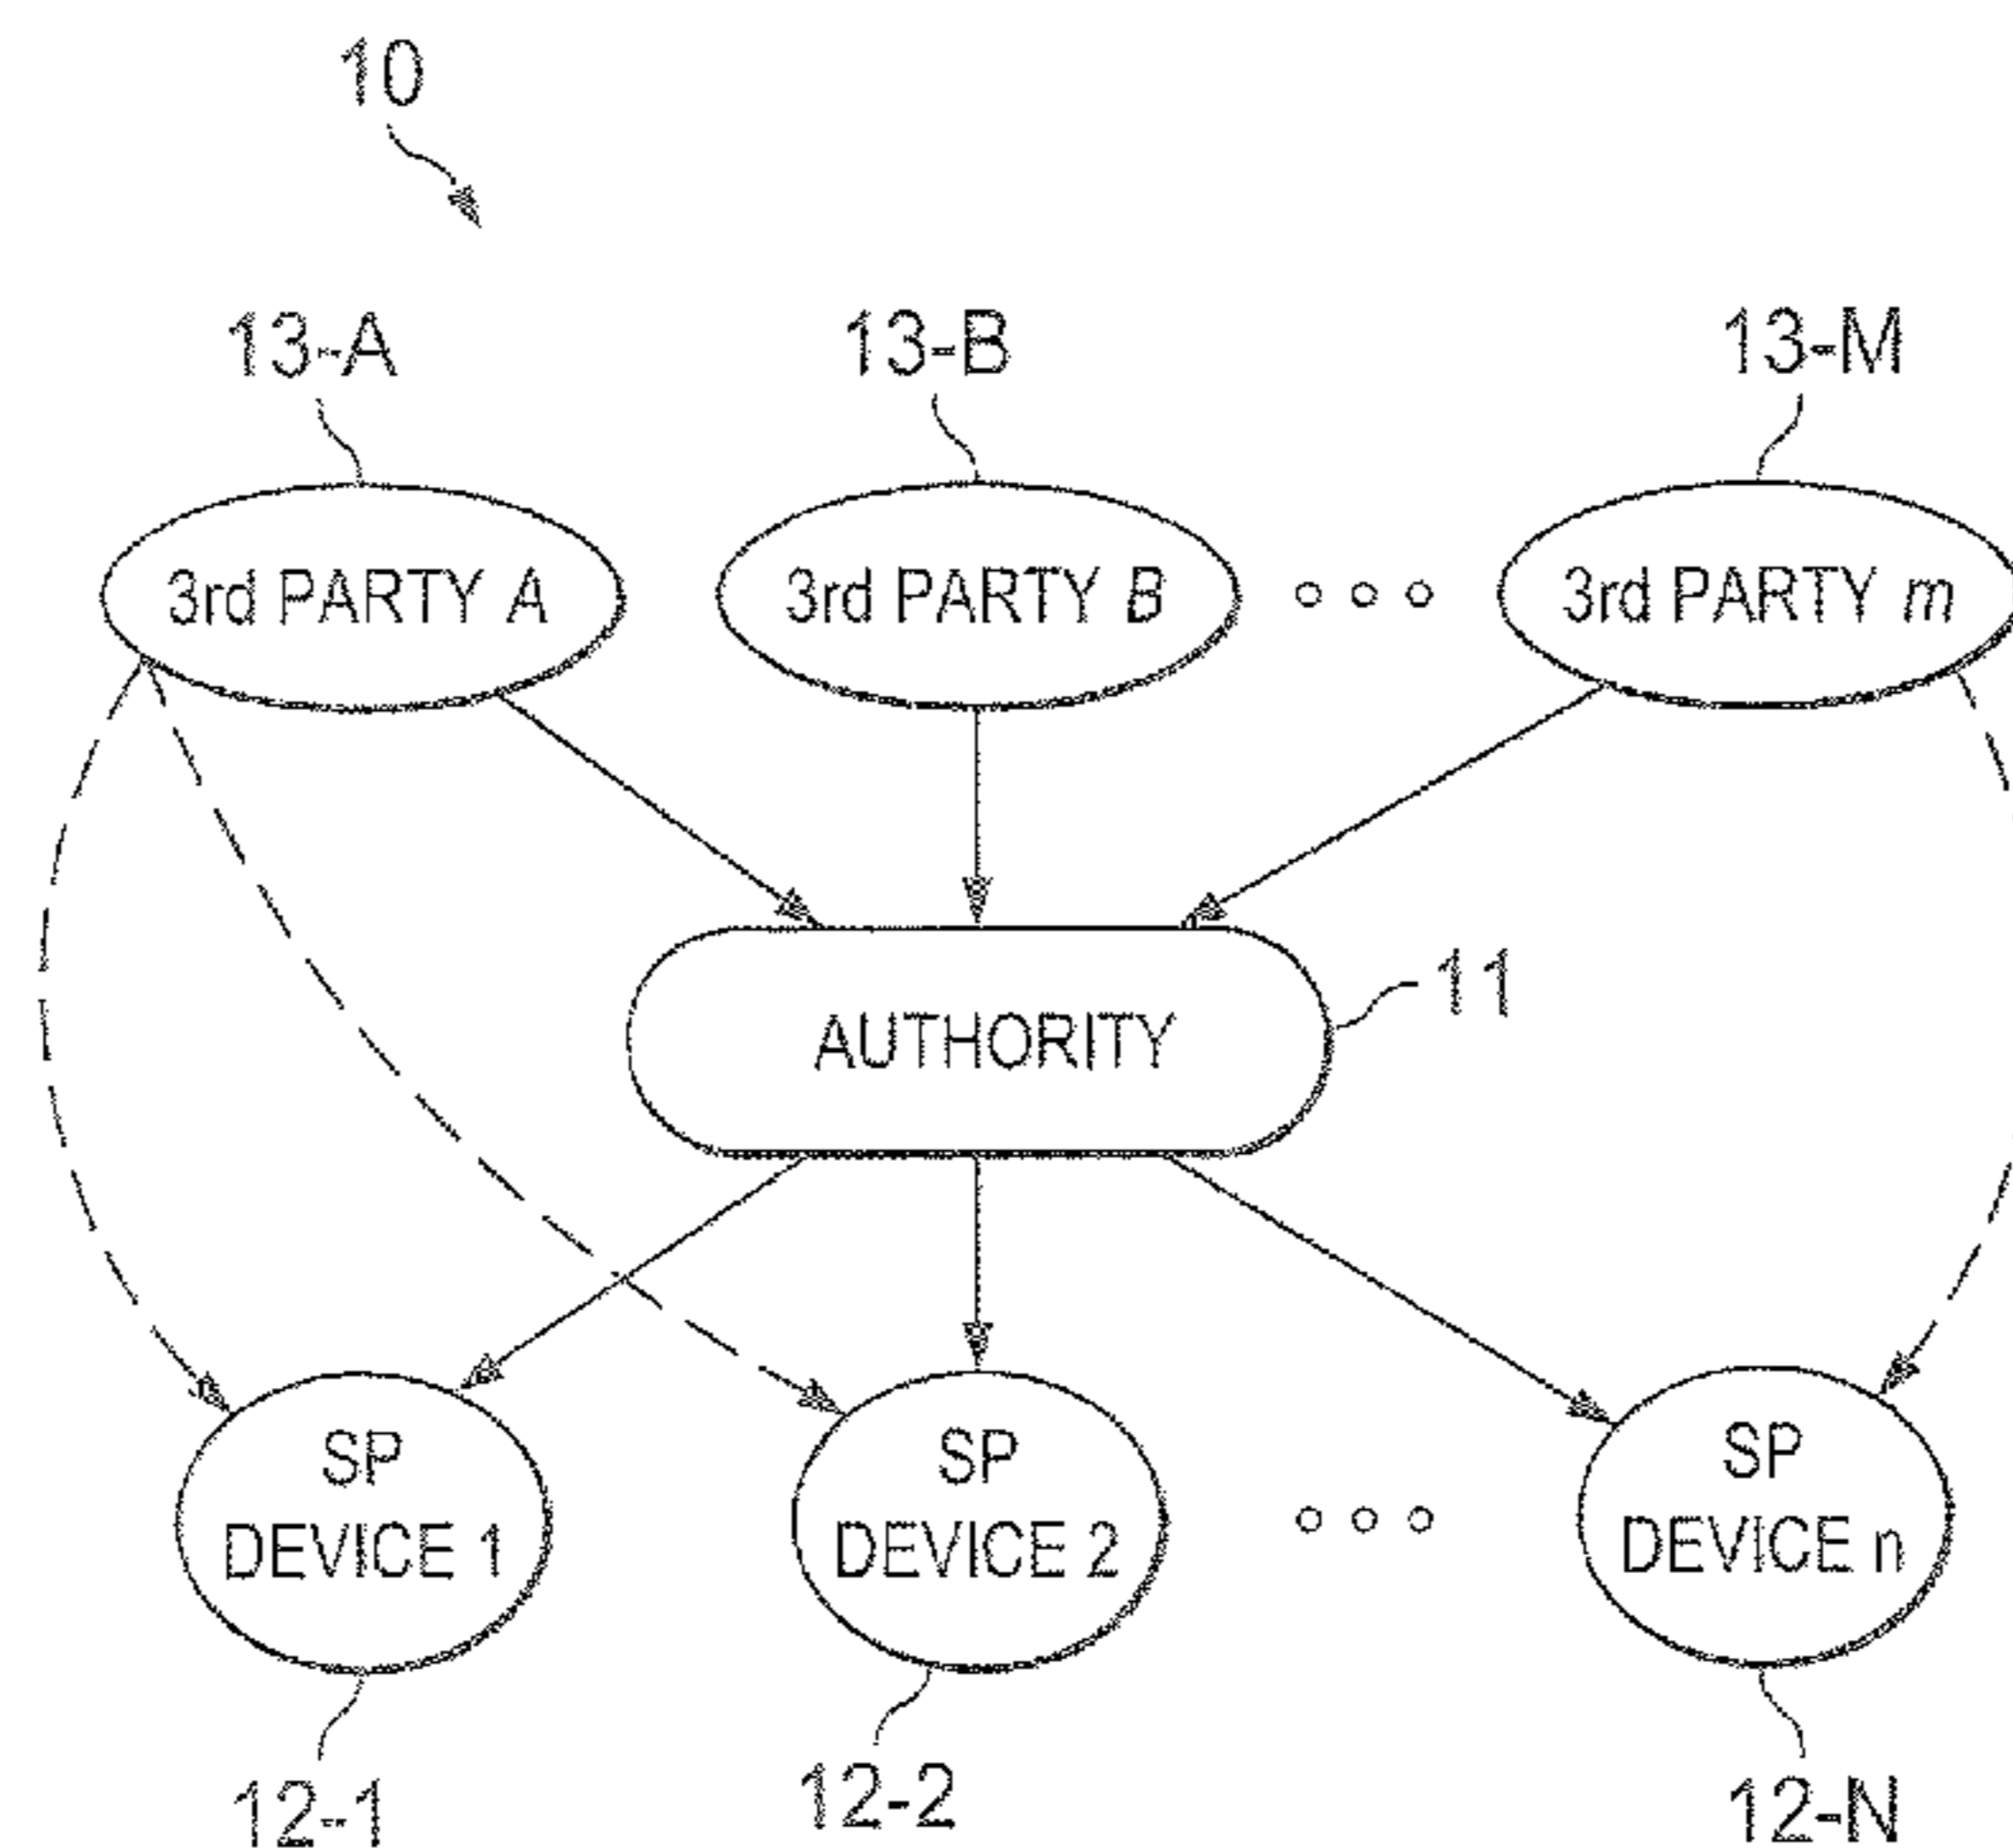 10
13-A
13-B
13-M
3rd PARTY A
3rd PARTY B
3rd PARTY m
AUTHORITY
11
SP
DEVICE 1
SP
DEVICE 2
SP
DEVICE n
12-1
12-2
12-N